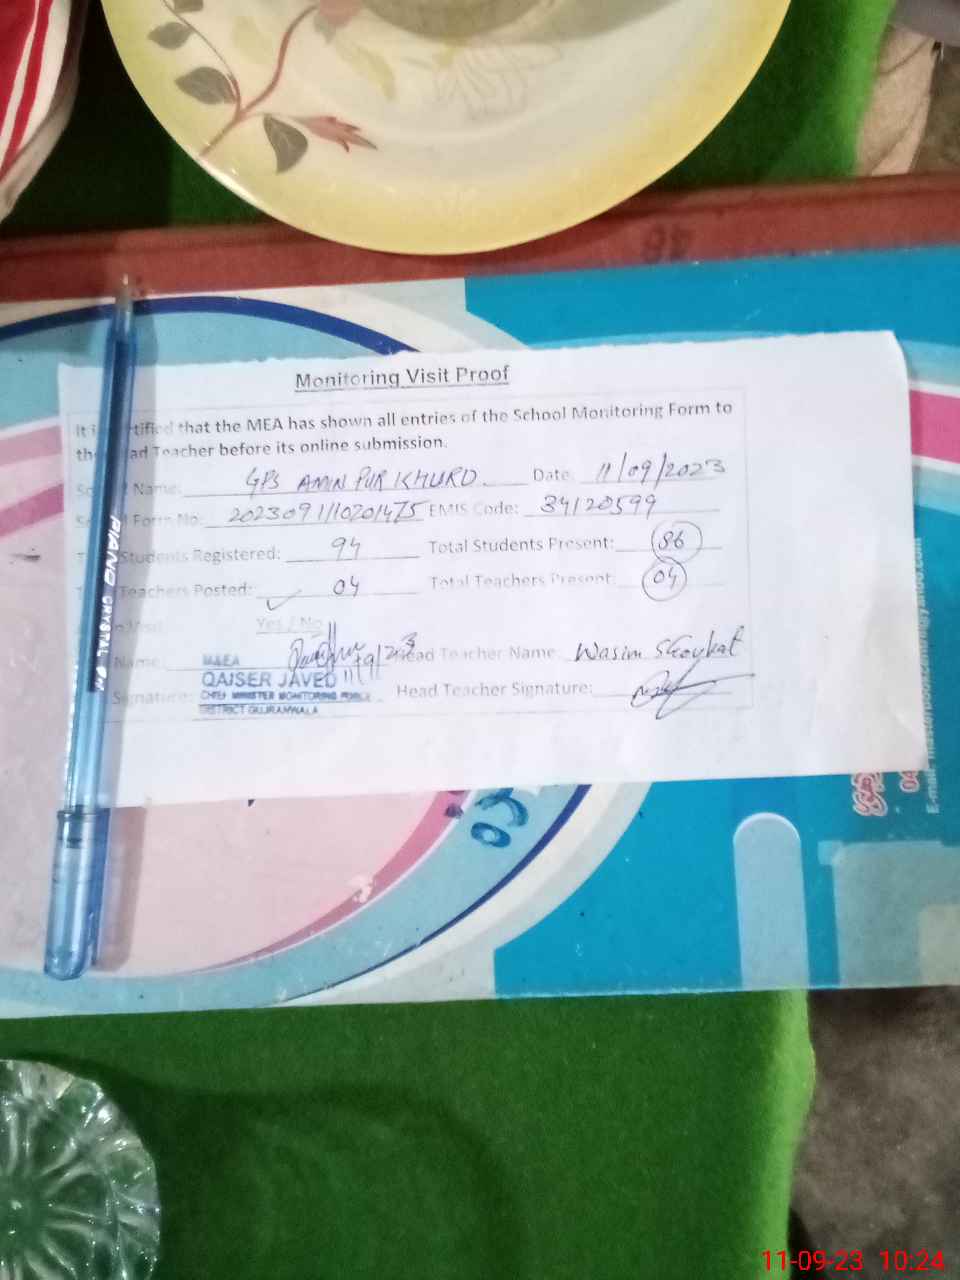 Monitoring Visit Proof
It i tified that the MEA has shown all entries of the School Monitoring Form to
the ad Teacher before its online submission.
Name: GPS AMIN PUR KHURD Date: 11/09/2023
Form No: EMIS Code: 34120599
Students Registered: 94 Total Students Present: 86
Teachers Posted: 04 Total Teachers Present: 04
Yes / No
Name: Head Teacher Name: Wasim Shoukat
M&EA
QAISER JAVED
Signature: Head Teacher Signature:
CHIEF MINISTER MONITORING FORCE
DISTRICT GUJRANWALA
PIANO CRYSTAL
E-mail:
11-09-23 10:24